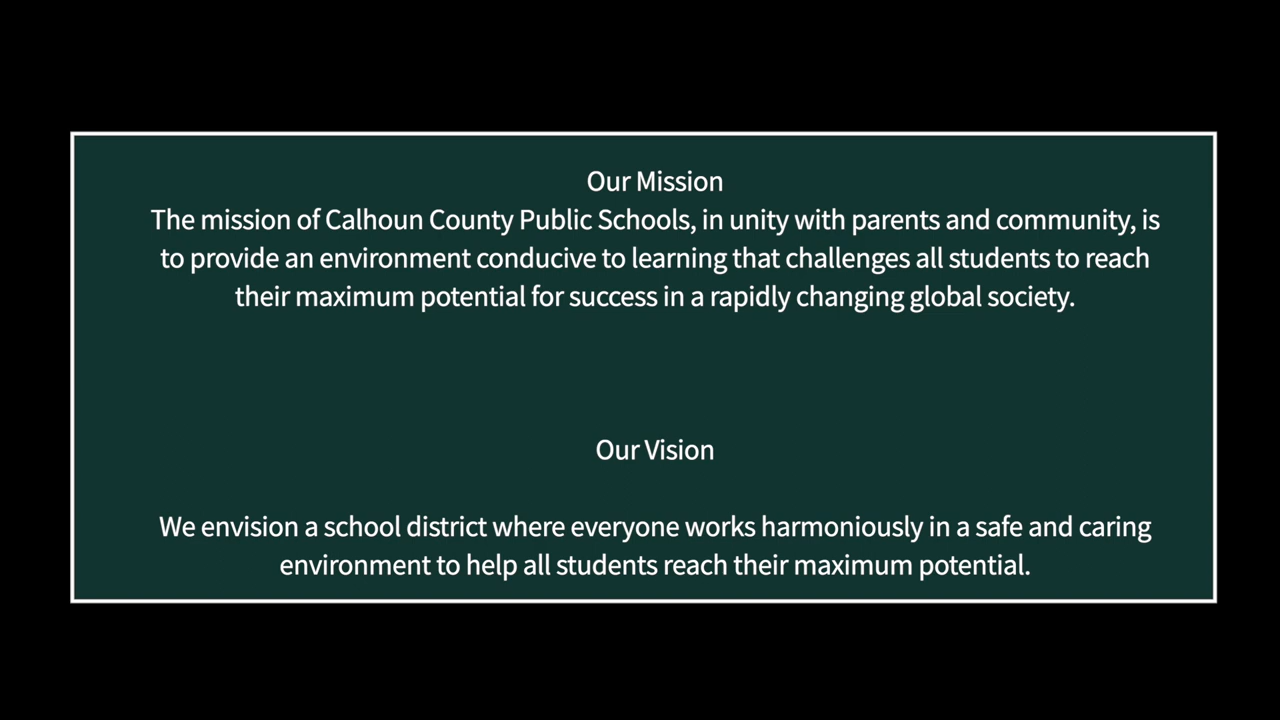 Our Mission
The mission of Calhoun County Public Schools, in unity with parents and community, is
to provide an environment conducive to learning that challenges all students to reach
their maximum potential for success in a rapidly changing global society.
Our Vision
We envision a school district where everyone works harmoniously in a safe and caring
environment to help all students reach their maximum potential.